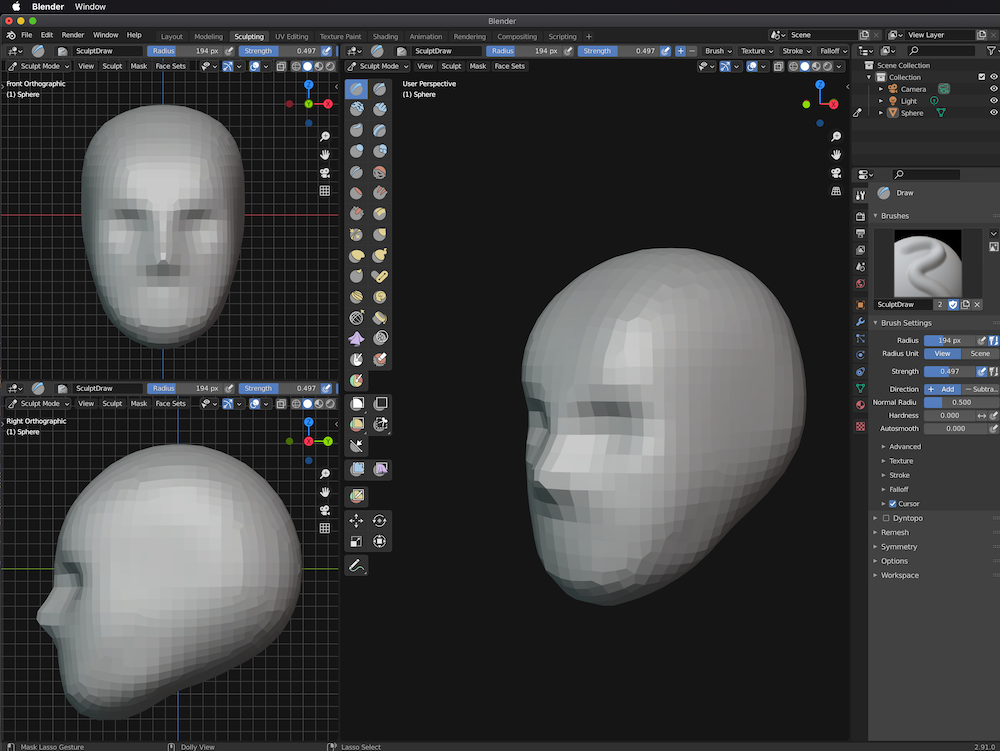 Blender Window
Blender
File Edit Render Window Help Layout Modeling Sculpting UV Editing Texture Paint Shading Animation Rendering Compositing Scripting + Scene View Layer
SculptDraw Radius 194 px Strength 0.497
SculptDraw Radius 194 px Strength 0.497 + − Brush Texture Stroke Falloff
Sculpt Mode View Sculpt Mask Face Sets
Sculpt Mode View Sculpt Mask Face Sets
Front Orthographic
(1) Sphere
Z
Y
X
User Perspective
(1) Sphere
Z
X
Scene Collection
Collection
Camera
Light
Sphere
Draw
Brushes
SculptDraw 2
Brush Settings
Radius 194 px
Radius Unit View Scene
Strength 0.497
Direction + Add − Subtra..
Normal Radiu 0.500
Hardness 0.000
Autosmooth 0.000
Advanced
Texture
Stroke
Falloff
Cursor
Dyntopo
Remesh
Symmetry
Options
Workspace
SculptDraw Radius 194 px Strength 0.497
Sculpt Mode View Sculpt Mask Face Sets
Right Orthographic
(1) Sphere
Z
X
Y
Mask Lasso Gesture Dolly View Lasso Select 2.91.0